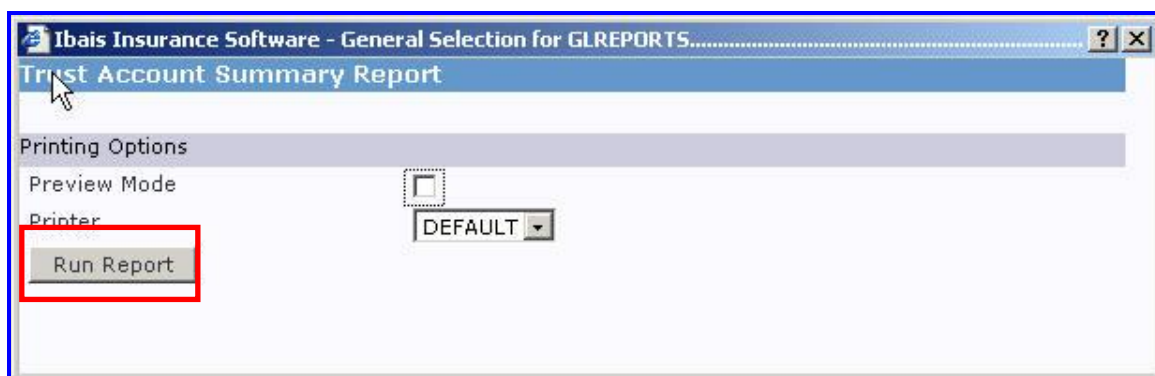 Ibais Insurance Software - General Selection for GLREPORTS................................................................................
Trust Account Summary Report
Printing Options
Preview Mode
Printer
DEFAULT
Run Report